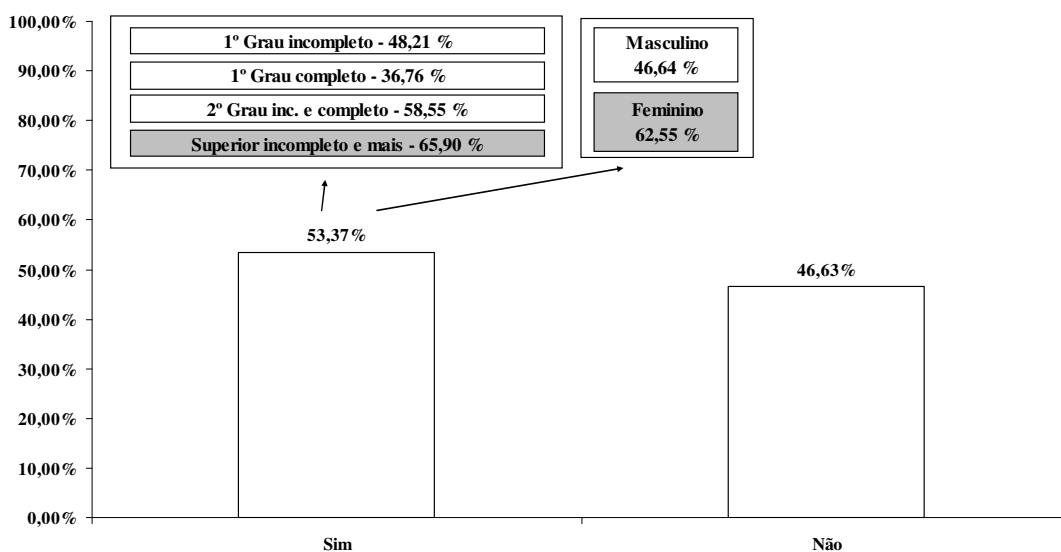 100,00%
90,00%
80,00%
70,00%
60,00%
50,00%
40,00%
30,00%
20,00%
10,00%
0,00%
1º Grau incompleto - 48,21 %
1º Grau completo - 36,76 %
2º Grau inc. e completo - 58,55 %
Superior incompleto e mais - 65,90 %
Masculino
46,64 %
Feminino
62,55 %
53,37%
46,63%
Sim
Não